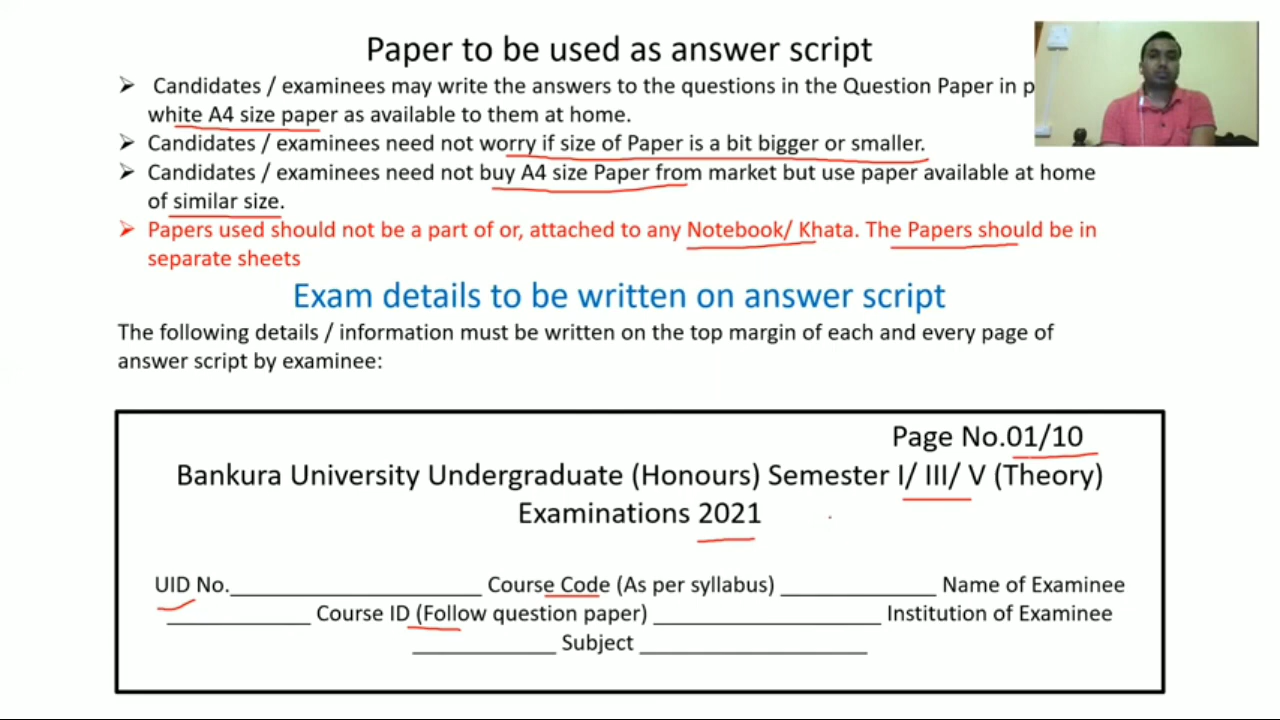 Paper to be used as answer script
➢ Candidates / examinees may write the answers to the questions in the Question Paper in
white A4 size paper as available to them at home.
➢ Candidates / examinees need not worry if size of Paper is a bit bigger or smaller.
➢ Candidates / examinees need not buy A4 size Paper from market but use paper available at home
of similar size.
➢ Papers used should not be a part of or, attached to any Notebook/ Khata. The Papers should be in
separate sheets
Exam details to be written on answer script
The following details / information must be written on the top margin of each and every page of
answer script by examinee:
Page No.01/10
Bankura University Undergraduate (Honours) Semester I/ III/ V (Theory)
Examinations 2021
UID No.____________________ Course Code (As per syllabus) _____________ Name of Examinee
____________ Course ID (Follow question paper) ___________________ Institution of Examinee
____________ Subject ___________________